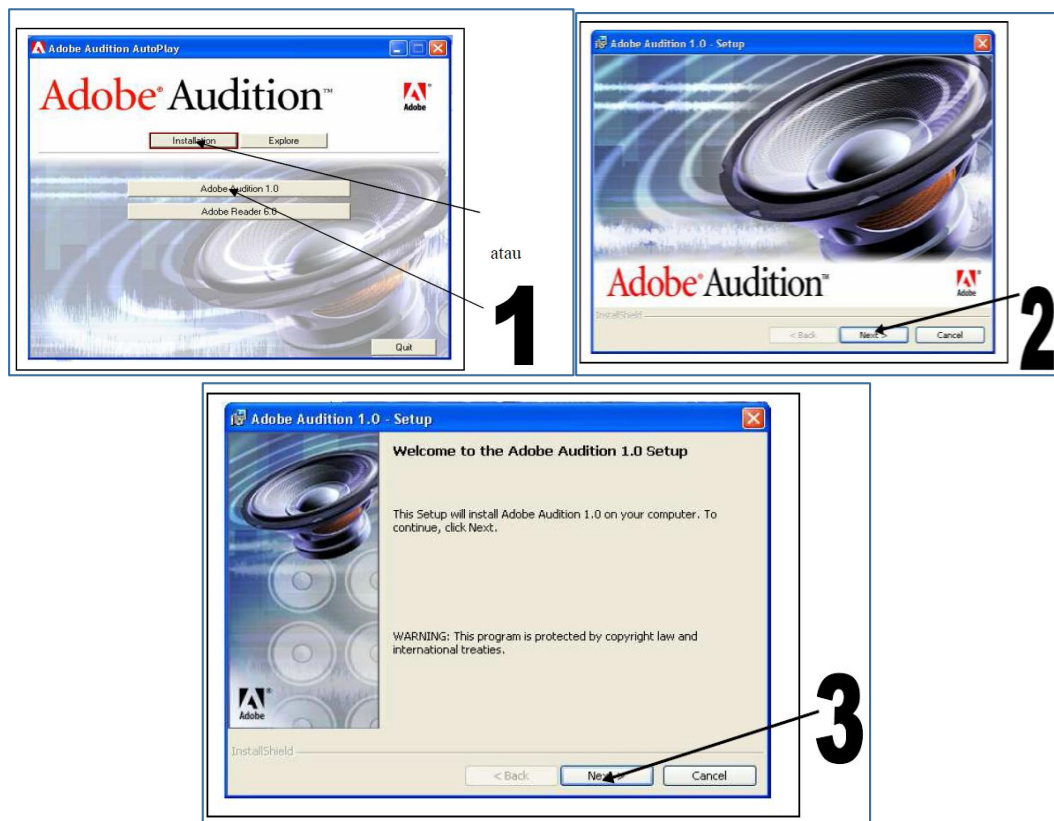 Adobe Audition AutoPlay
Adobe® Audition™
Adobe
Installation Explore
Adobe Audition 1.0
Adobe Reader 6.0
atau
1
Quit
Adobe Audition 1.0 - Setup
Adobe® Audition™
Adobe
InstallShield
< Back Next > Cancel
2
Adobe Audition 1.0 - Setup
Welcome to the Adobe Audition 1.0 Setup
This Setup will install Adobe Audition 1.0 on your computer. To
continue, click Next.
WARNING: This program is protected by copyright law and
international treaties.
Adobe
3
InstallShield
< Back Next > Cancel